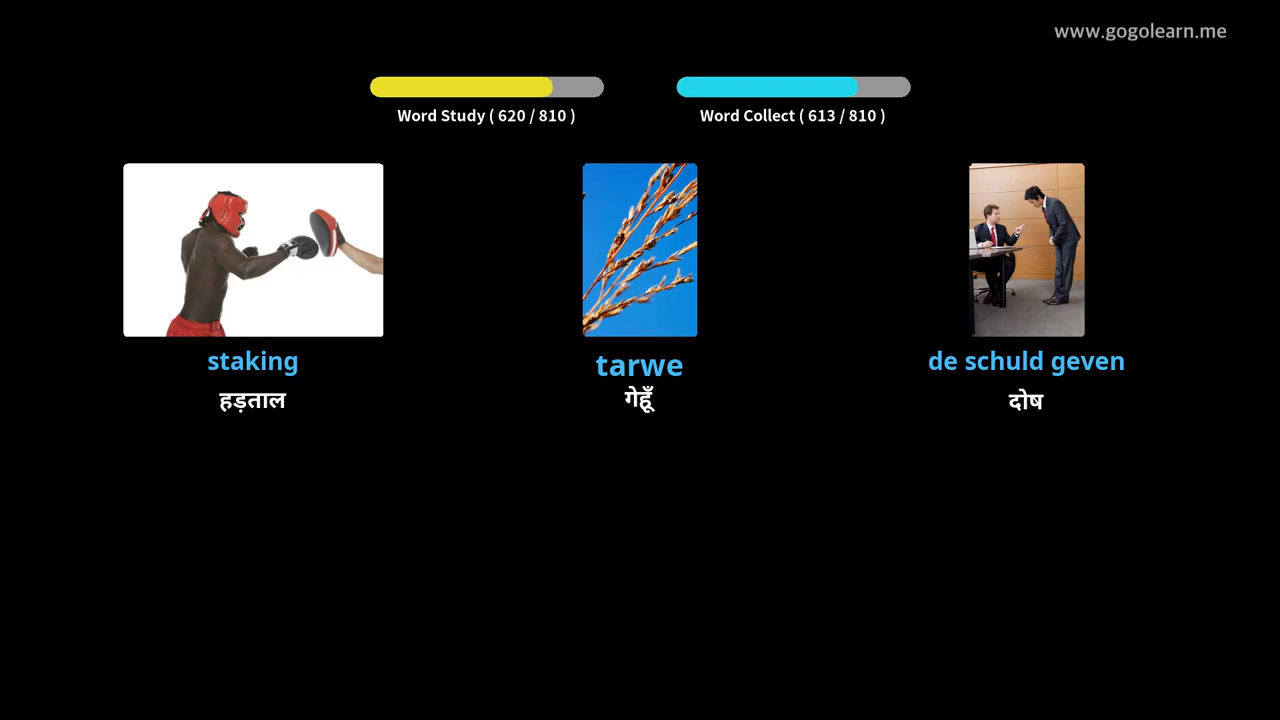 www.gogolearn.me
Word Study ( 620 / 810 )
Word Collect ( 613 / 810 )
staking
हड़ताल
tarwe
गेहूँ
de schuld geven
दोष